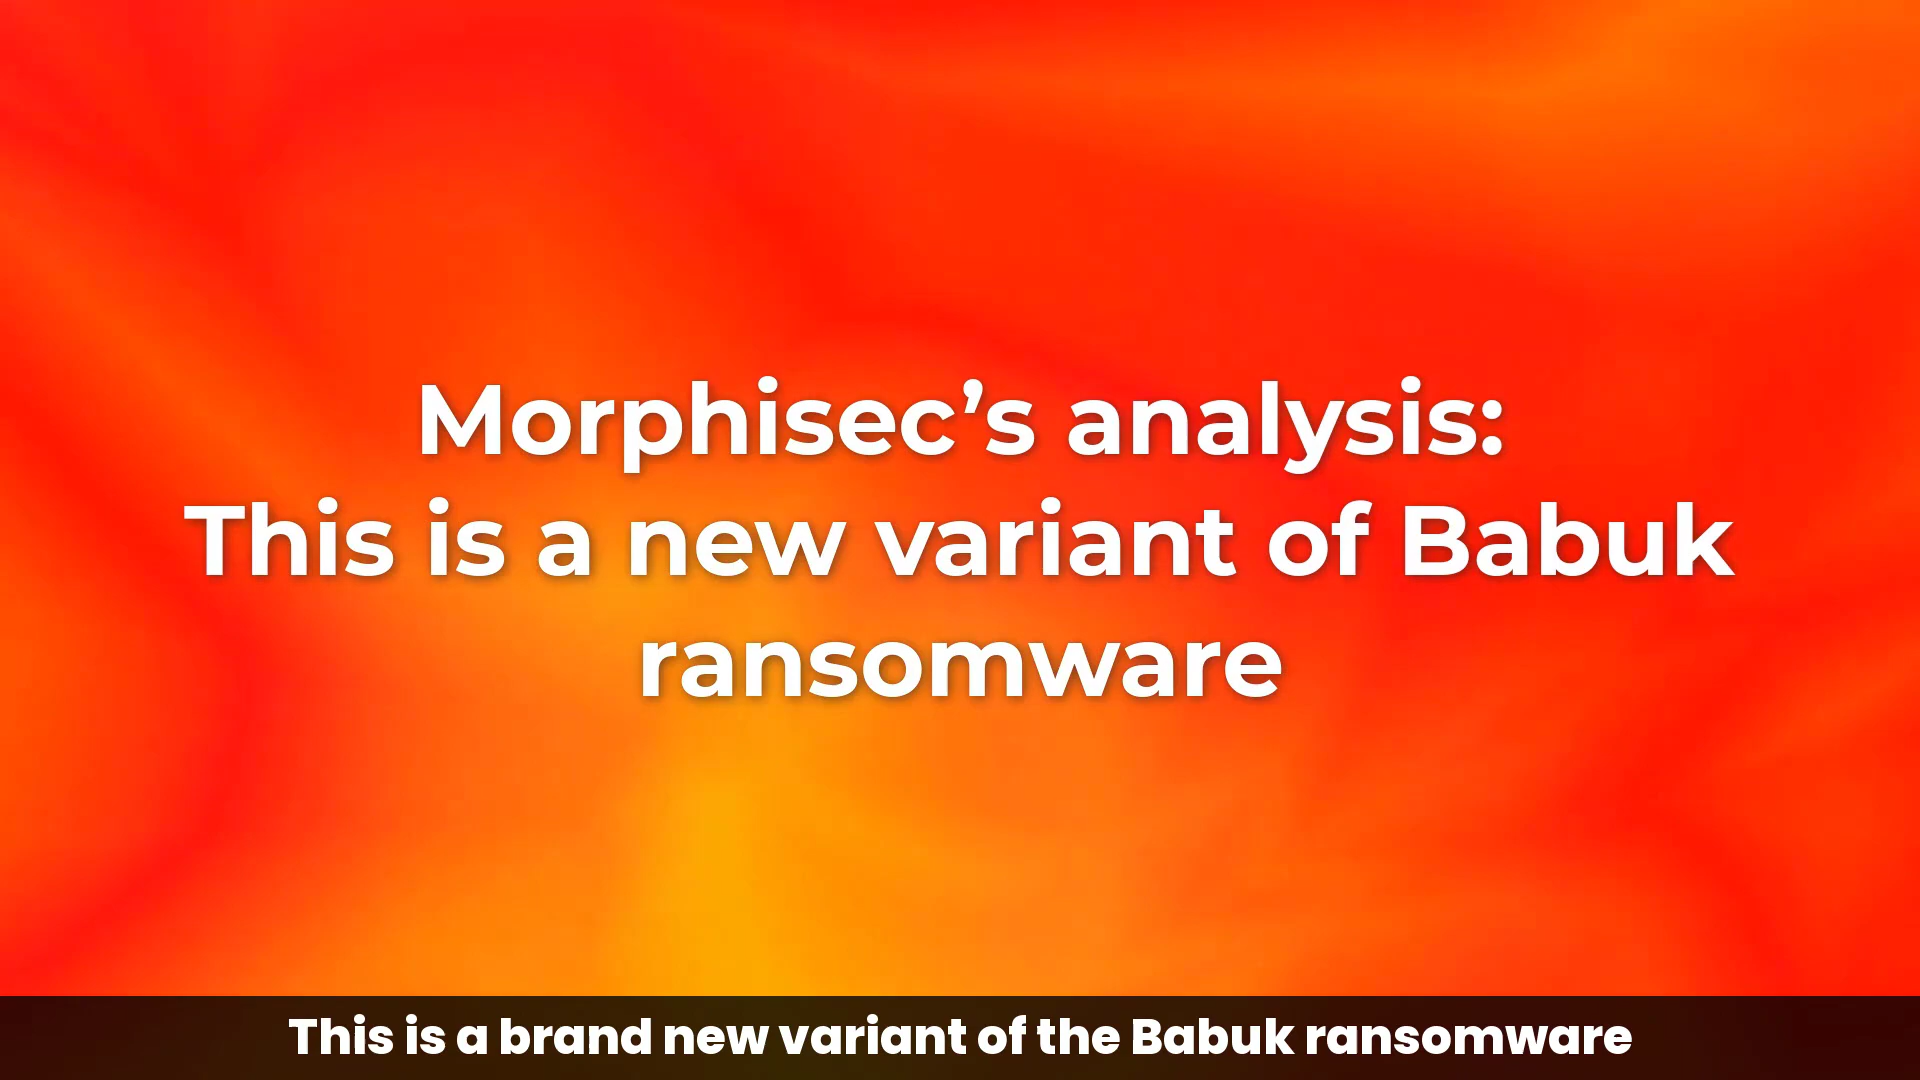 Morphisec’s analysis:
This is a new variant of Babuk
ransomware
This is a brand new variant of the Babuk ransomware